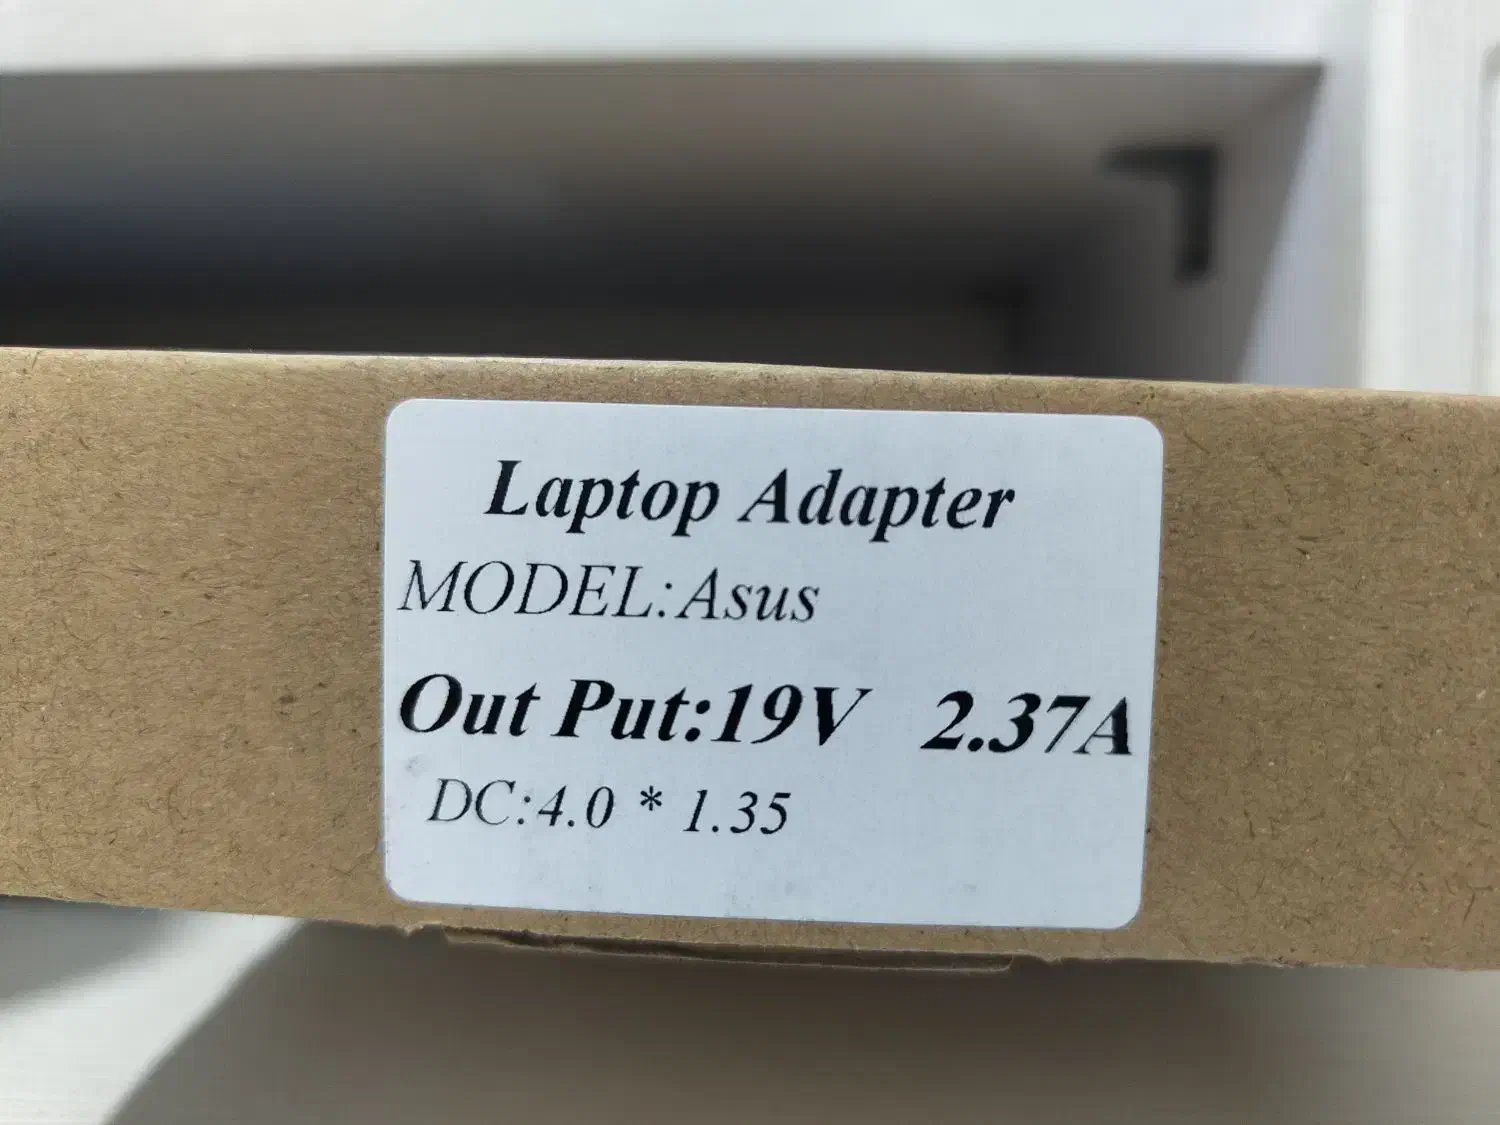 Laptop Adapter
MODEL:Asus
Out Put:19V 2.37A
DC:4.0 * 1.35